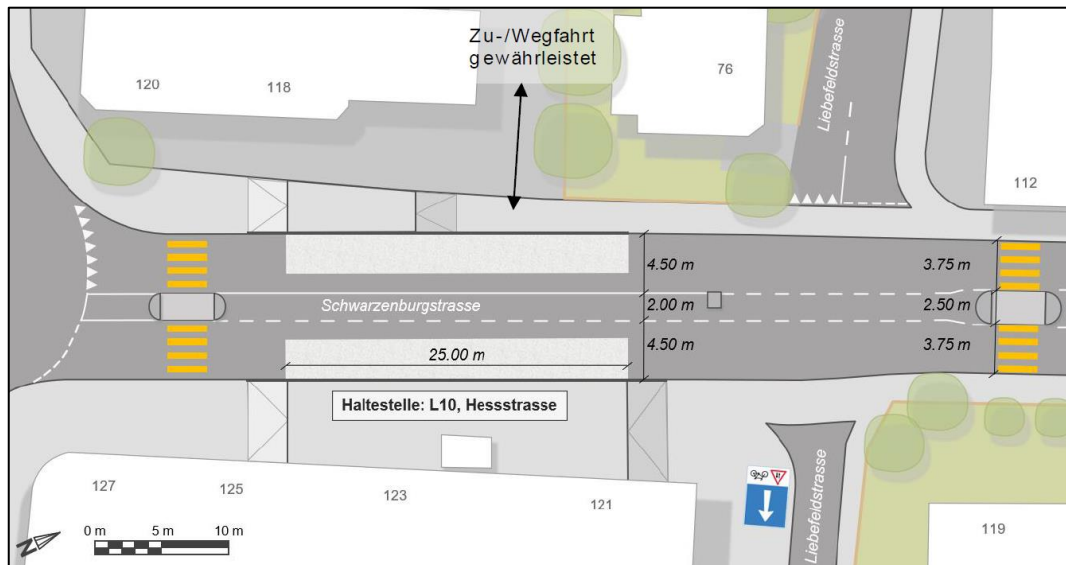 Zu-/Wegfahrt
gewährleistet
120
118
76
Liebefeldstrasse
112
4.50 m
3.75 m
Schwarzenburgstrasse
2.00 m
2.50 m
25.00 m
4.50 m
3.75 m
Haltestelle: L10, Hessstrasse
127
125
123
121
Liebefeldstrasse
119
0 m
5 m
10 m
N